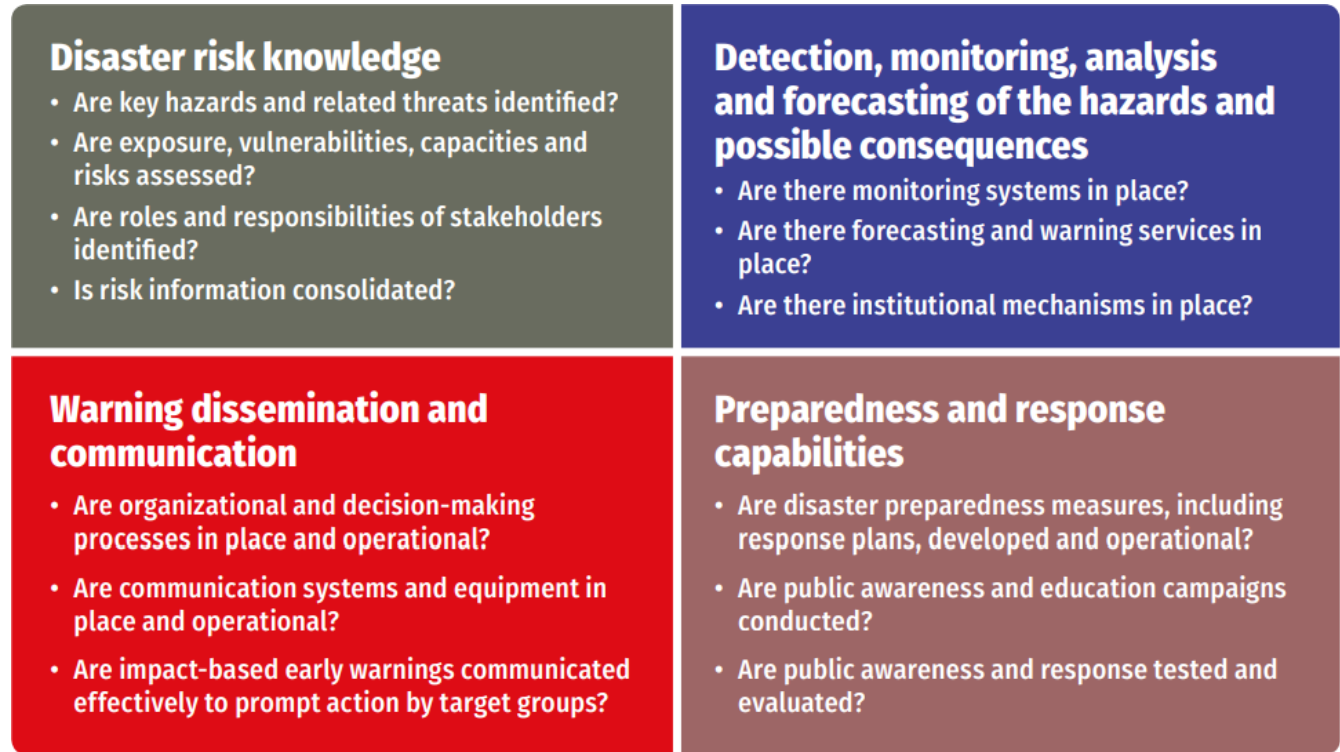 Disaster risk knowledge
• Are key hazards and related threats identified?
• Are exposure, vulnerabilities, capacities and
risks assessed?
• Are roles and responsibilities of stakeholders
identified?
• Is risk information consolidated?
Detection, monitoring, analysis
and forecasting of the hazards and
possible consequences
• Are there monitoring systems in place?
• Are there forecasting and warning services in
place?
• Are there institutional mechanisms in place?
Warning dissemination and
communication
• Are organizational and decision-making
processes in place and operational?
• Are communication systems and equipment in
place and operational?
• Are impact-based early warnings communicated
effectively to prompt action by target groups?
Preparedness and response
capabilities
• Are disaster preparedness measures, including
response plans, developed and operational?
• Are public awareness and education campaigns
conducted?
• Are public awareness and response tested and
evaluated?